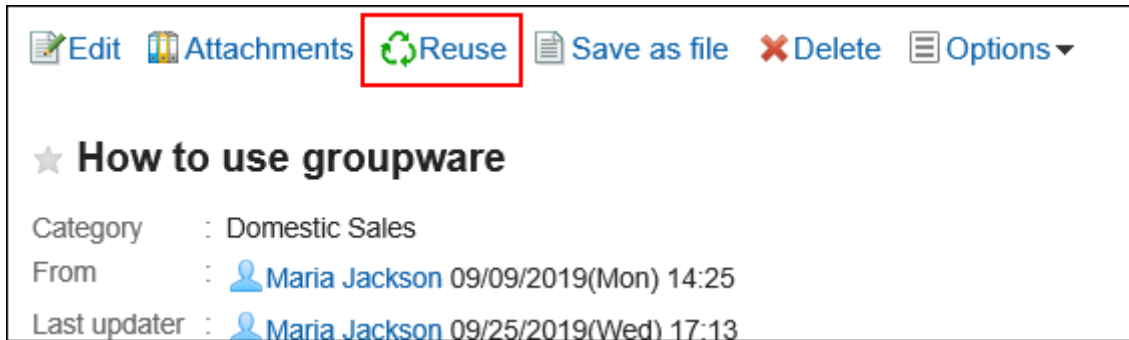 Edit Attachments Reuse Save as file Delete Options
How to use groupware
Category : Domestic Sales
From : Maria Jackson 09/09/2019(Mon) 14:25
Last updater : Maria Jackson 09/25/2019(Wed) 17:13